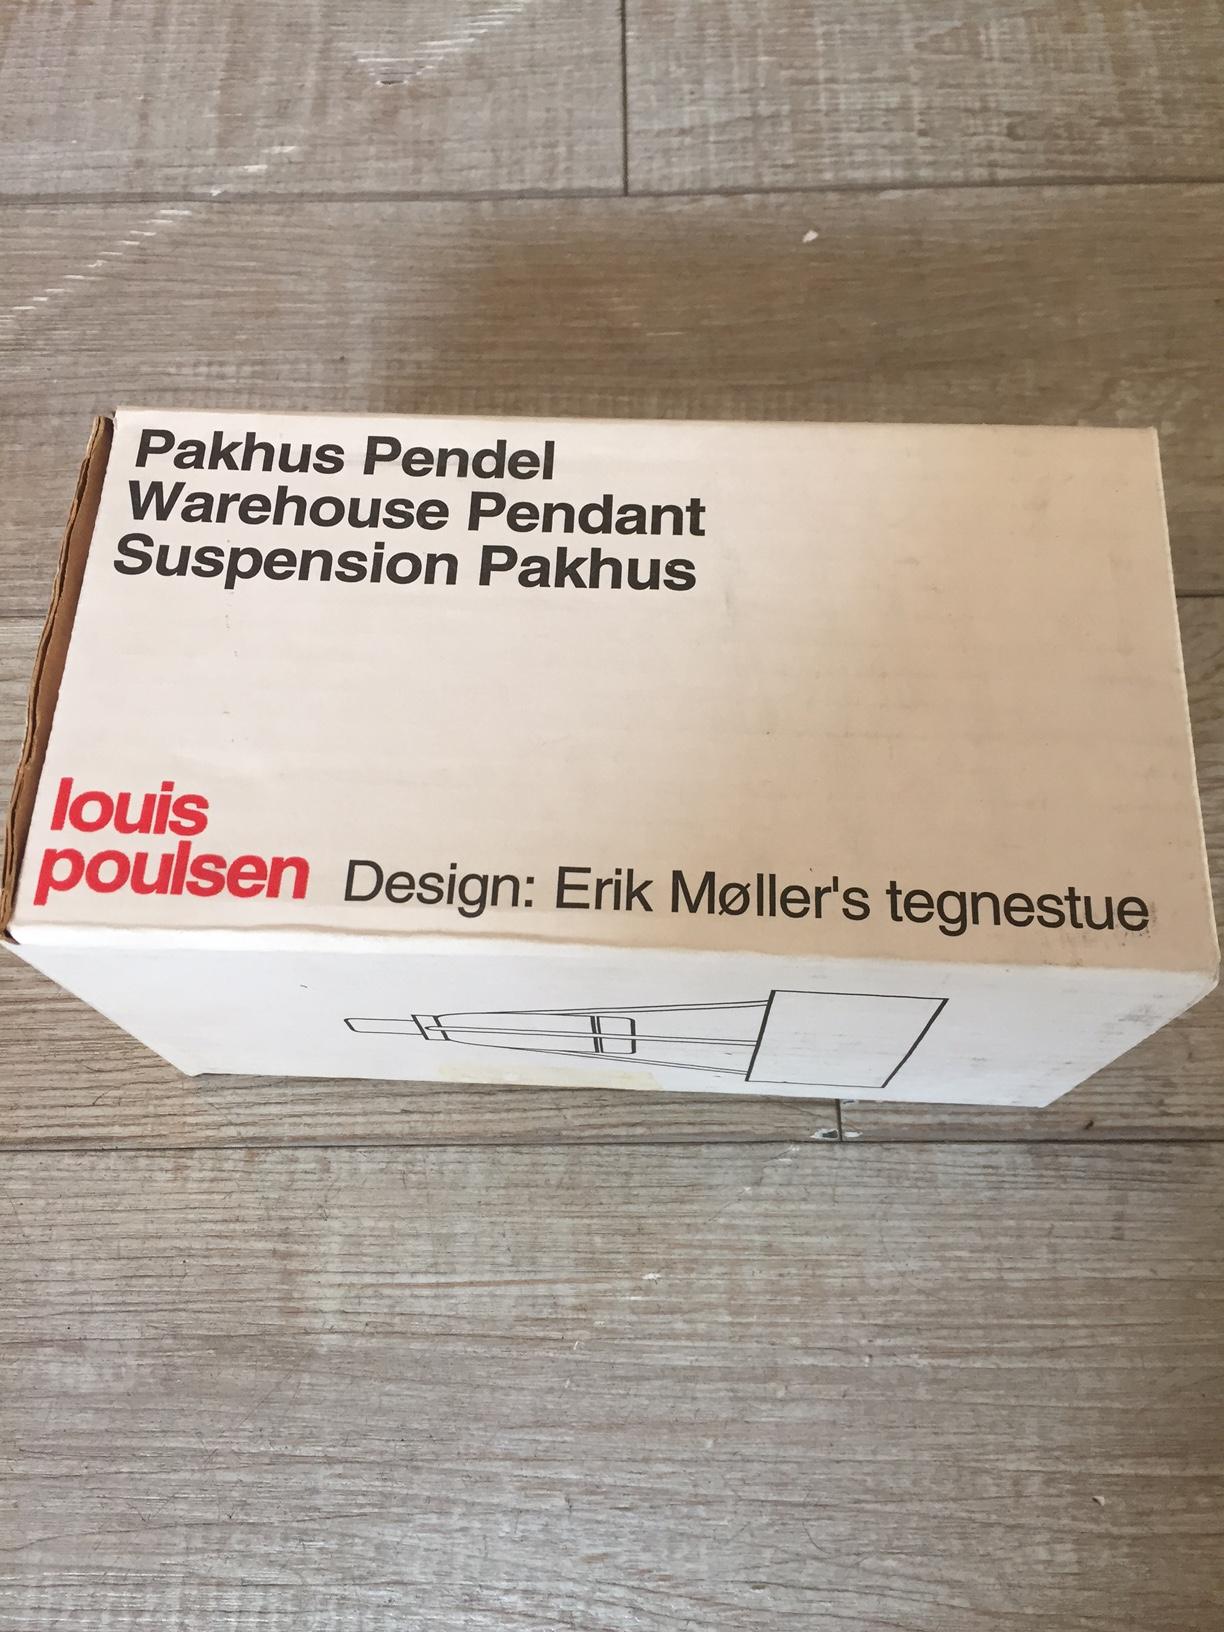 Pakhus Pendel
Warehouse Pendant
Suspension Pakhus
louis
poulsen
Design: Erik Møller's tegnestue